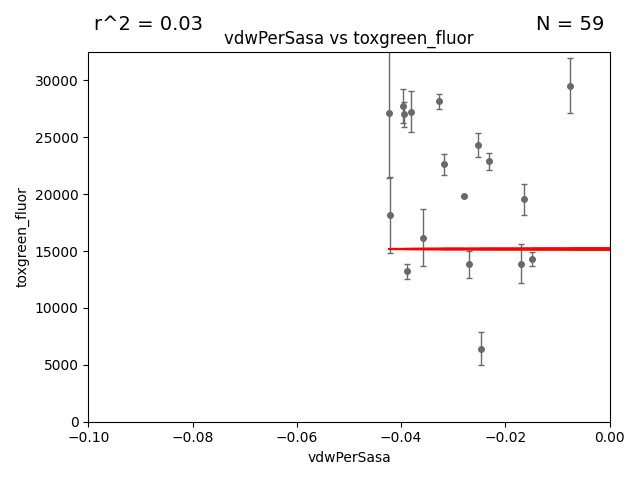 r^2 = 0.03
N = 59
vdwPerSasa vs toxgreen_fluor
30000
25000
20000
15000
10000
5000
0
toxgreen_fluor
−0.10
−0.08
−0.06
−0.04
−0.02
0.00
vdwPerSasa